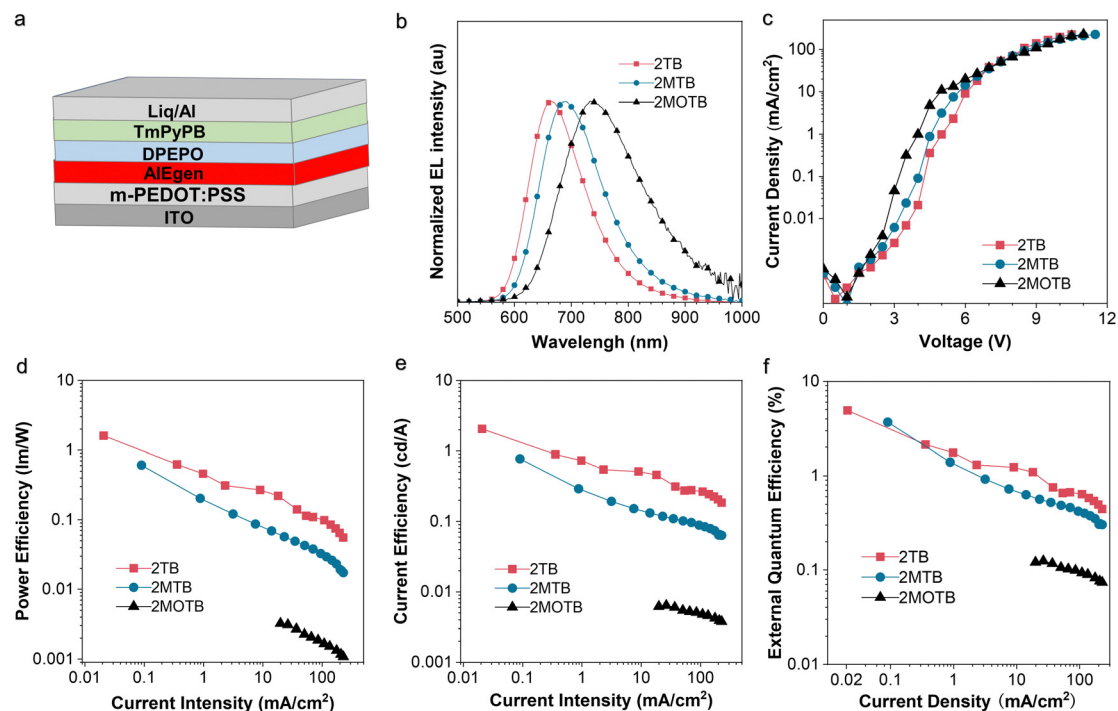 a
Liq/Al
TmPyPB
DPEPO
AIEgen
m-PEDOT:PSS
ITO
b
Normalized EL intensity (au)
2TB
2MTB
2MOTB
500 600 700 800 900 1000
Wavelengh (nm)
c
Current Density (mA/cm²)
100
10
1
0.1
0.01
2TB
2MTB
2MOTB
0 3 6 9 12
Voltage (V)
d
Power Efficiency (lm/W)
10
1
0.1
0.01
0.001
2TB
2MTB
2MOTB
0.01 0.1 1 10 100
Current Intensity (mA/cm²)
e
Current Efficiency (cd/A)
10
1
0.1
0.01
0.001
2TB
2MTB
2MOTB
0.01 0.1 1 10 100
Current Intensity (mA/cm²)
f
External Quantum Efficiency (%)
10
1
0.1
0.01
2TB
2MTB
2MOTB
0.02 0.1 1 10 100
Current Density (mA/cm²)